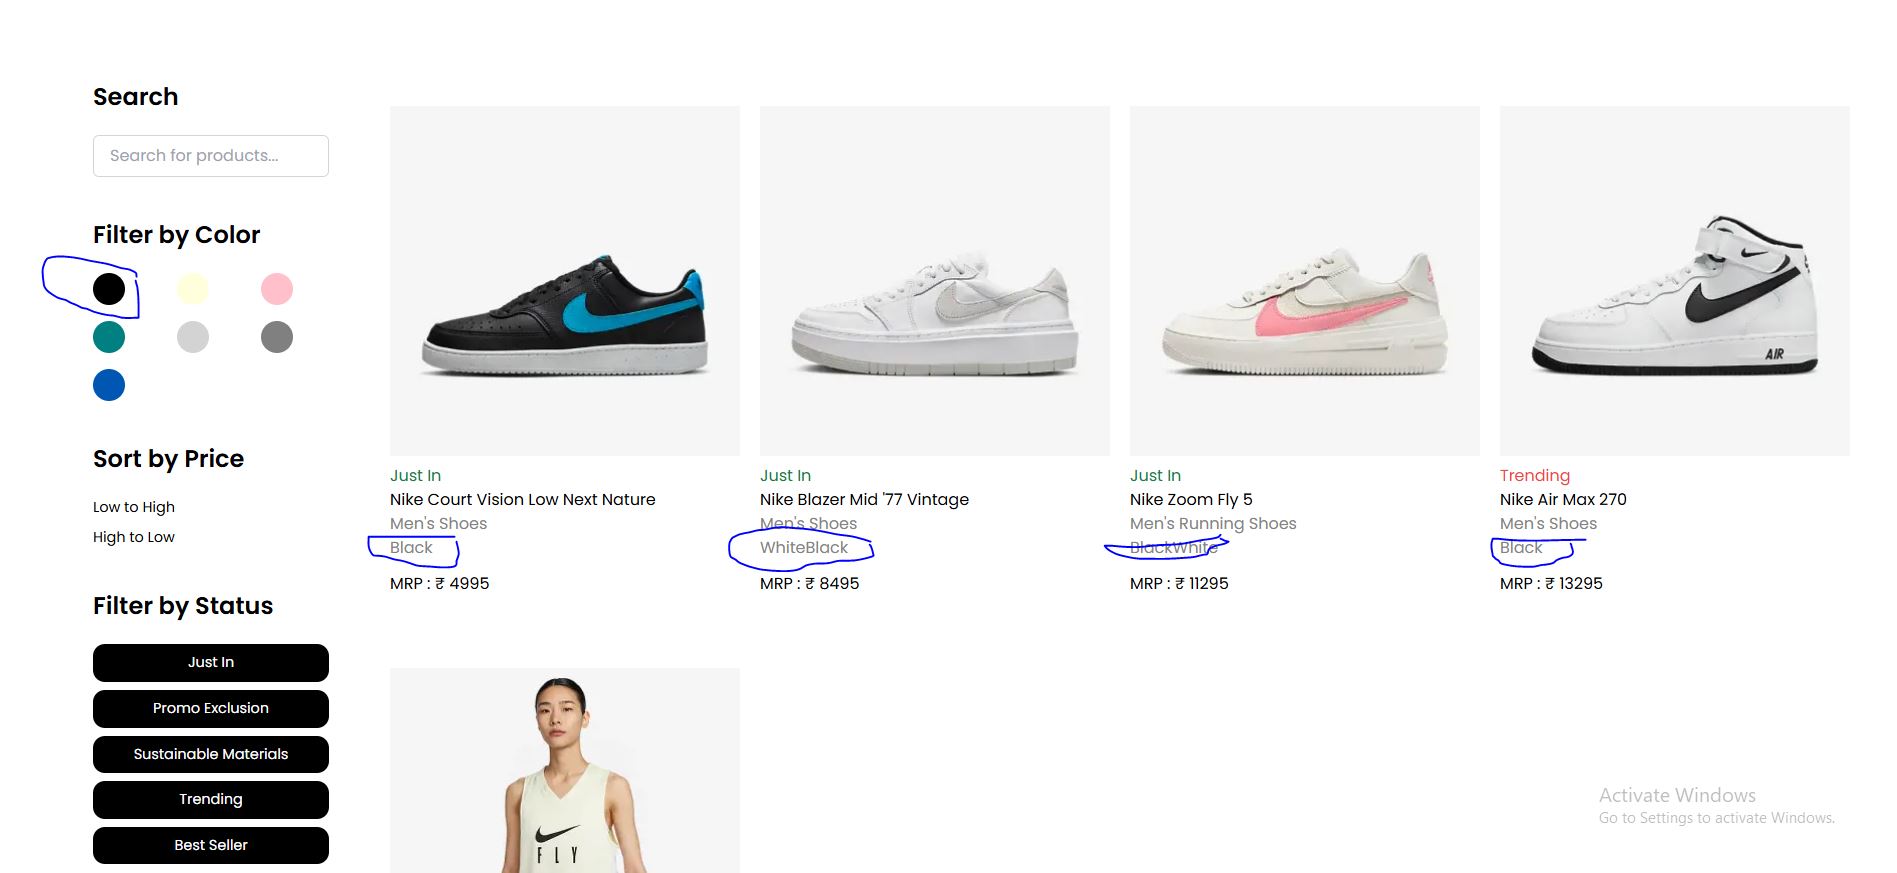 Search
Search for products...
Filter by Color
Sort by Price
Low to High
High to Low
Filter by Status
Just In
Promo Exclusion
Sustainable Materials
Trending
Best Seller
Just In
Nike Court Vision Low Next Nature
Men's Shoes
Black
MRP : ₹ 4995
Just In
Nike Blazer Mid '77 Vintage
Men's Shoes
WhiteBlack
MRP : ₹ 8495
Just In
Nike Zoom Fly 5
Men's Running Shoes
BlackWhite
MRP : ₹ 11295
AIR
Trending
Nike Air Max 270
Men's Shoes
Black
MRP : ₹ 13295
FLY
Activate Windows
Go to Settings to activate Windows.